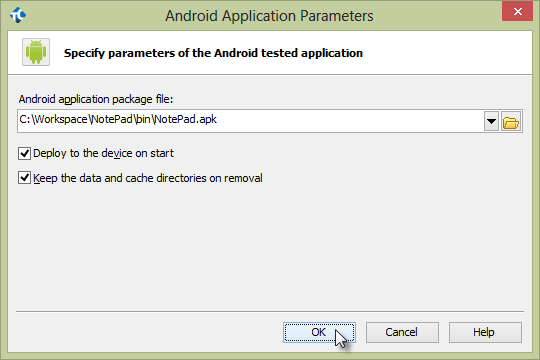 Android Application Parameters
Specify parameters of the Android tested application
Android application package file:
C:\Workspace\NotePad\bin\NotePad.apk
Deploy to the device on start
Keep the data and cache directories on removal
OK
Cancel
Help